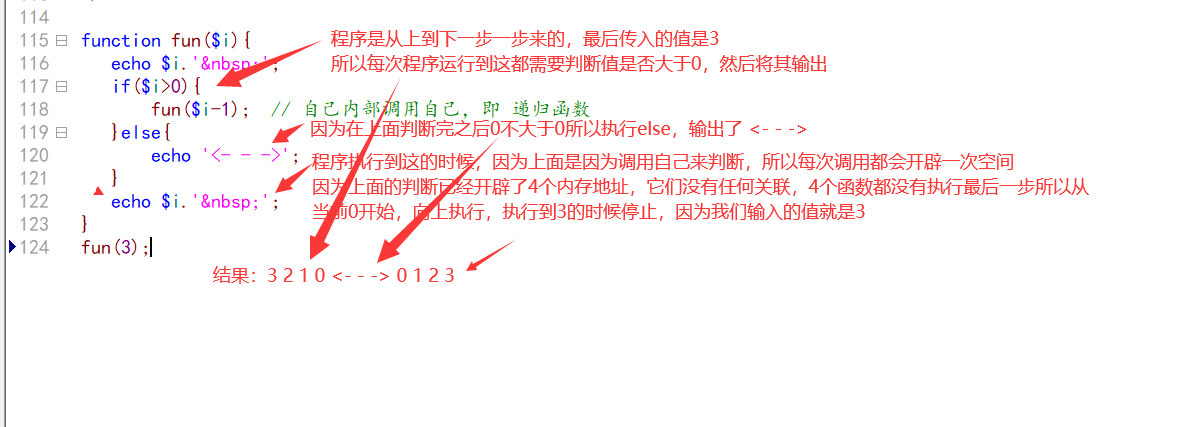 114
115 function fun($i){
程序是从上到下一步一步来的，最后传入的值是3
116 echo $i.'&nbsp;';
所以每次程序运行到这都需要判断值是否大于0，然后将其输出
117 if($i>0){
118 fun($i-1); // 自己内部调用自己，即 递归函数
119 }else{
因为在上面判断完之后0不大于0所以执行else，输出了 <- - ->
120 echo '<- - ->';
程序执行到这的时候，因为上面是因为调用自己来判断，所以每次调用都会开辟一次空间
121 }
因为上面的判断已经开辟了4个内存地址，它们没有任何关联，4个函数都没有执行最后一步所以从
122 echo $i.'&nbsp;';
当前0开始，向上执行，执行到3的时候停止，因为我们输入的值就是3
123 }
124 fun(3);
结果：3 2 1 0 <- - -> 0 1 2 3